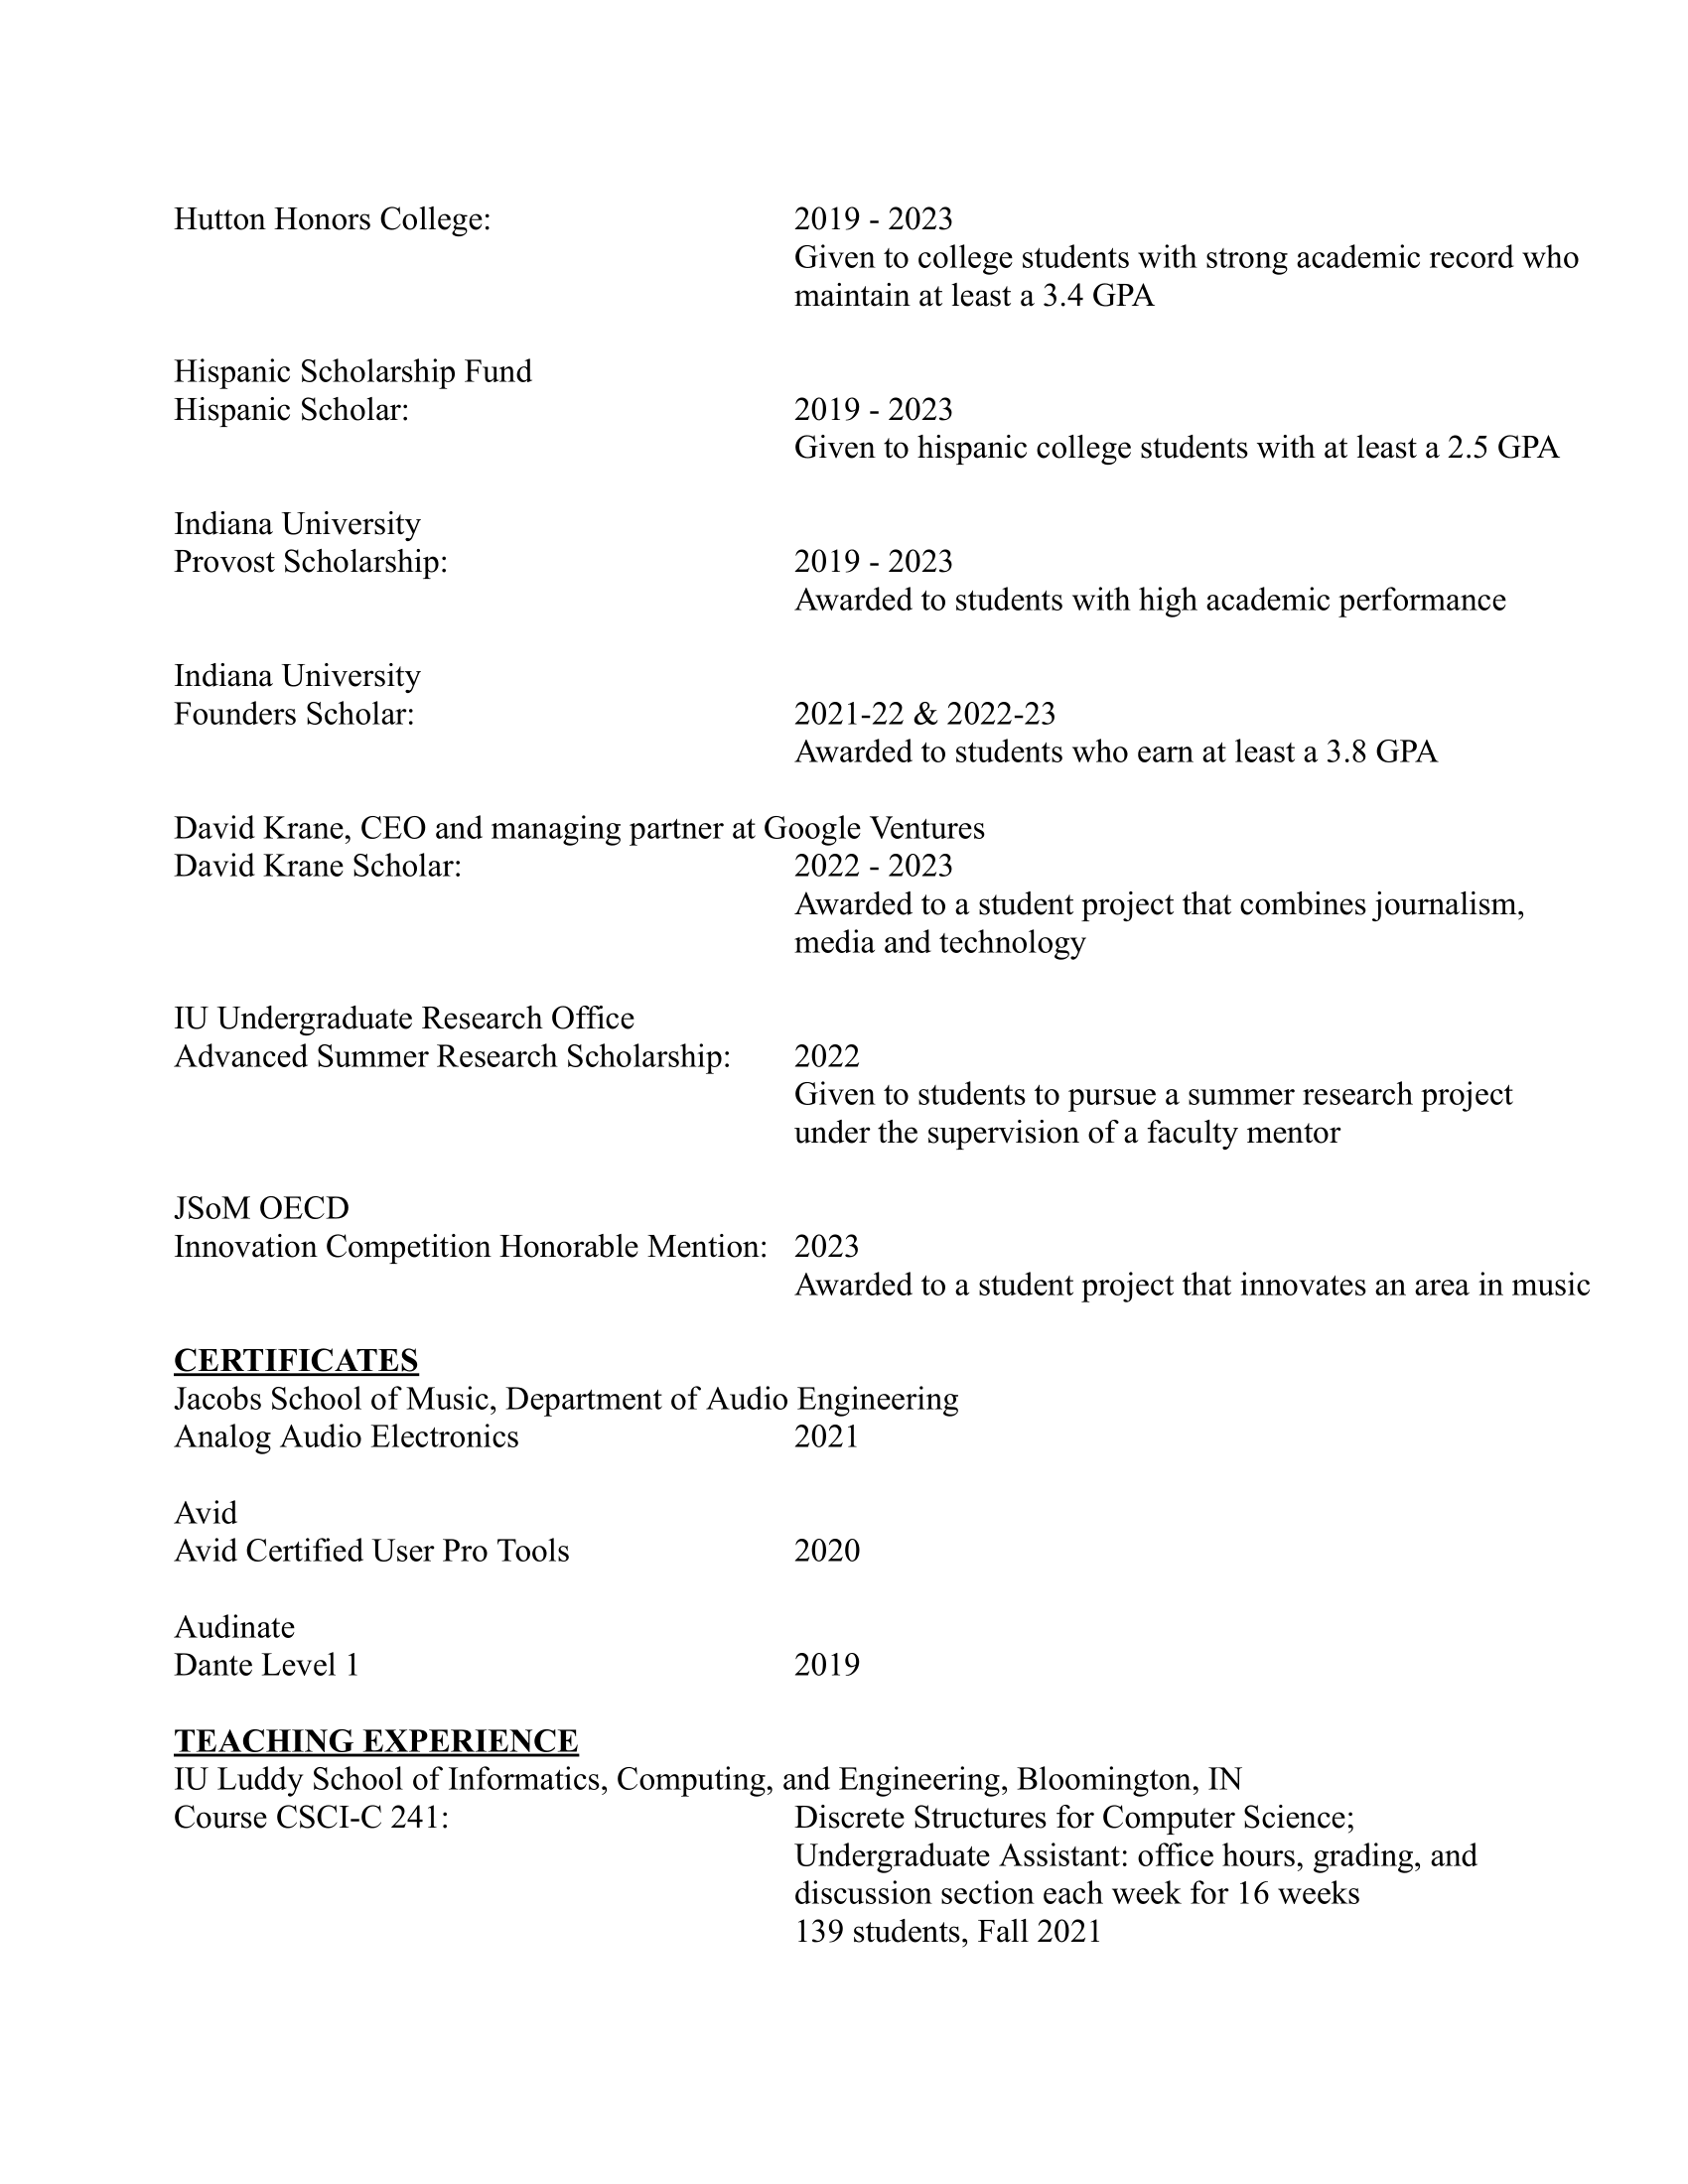 Hutton Honors College: 2019 - 2023
Given to college students with strong academic record who
maintain at least a 3.4 GPA
Hispanic Scholarship Fund
Hispanic Scholar: 2019 - 2023
Given to hispanic college students with at least a 2.5 GPA
Indiana University
Provost Scholarship: 2019 - 2023
Awarded to students with high academic performance
Indiana University
Founders Scholar: 2021-22 & 2022-23
Awarded to students who earn at least a 3.8 GPA
David Krane, CEO and managing partner at Google Ventures
David Krane Scholar: 2022 - 2023
Awarded to a student project that combines journalism,
media and technology
IU Undergraduate Research Office
Advanced Summer Research Scholarship: 2022
Given to students to pursue a summer research project
under the supervision of a faculty mentor
JSoM OECD
Innovation Competition Honorable Mention: 2023
Awarded to a student project that innovates an area in music
CERTIFICATES
Jacobs School of Music, Department of Audio Engineering
Analog Audio Electronics 2021
Avid
Avid Certified User Pro Tools 2020
Audinate
Dante Level 1 2019
TEACHING EXPERIENCE
IU Luddy School of Informatics, Computing, and Engineering, Bloomington, IN
Course CSCI-C 241: Discrete Structures for Computer Science;
Undergraduate Assistant: office hours, grading, and
discussion section each week for 16 weeks
139 students, Fall 2021